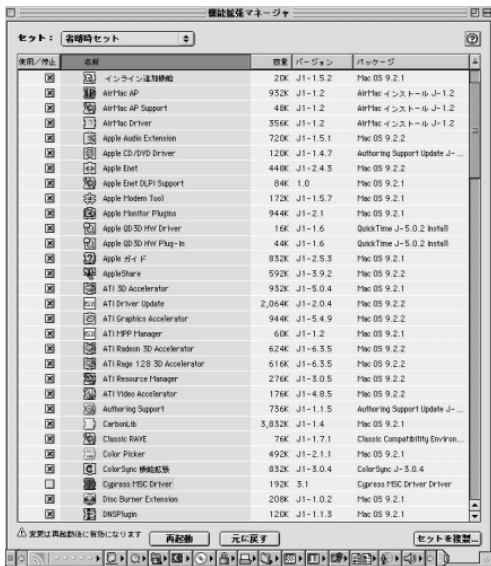 機能拡張マネージャ
セット： 省略時セット
使用／停止 名前 容量 バージョン パッケージ
インライン追加機能 20K J1-1.5.2 Mac OS 9.2.1
AirMac AP 932K J1-1.2 AirMac インストール J-1.2
AirMac AP Support 48K J1-1.2 AirMac インストール J-1.2
AirMac Driver 356K J1-1.2 AirMac インストール J-1.2
Apple Audio Extension 720K J1-1.5.1 Mac OS 9.2.2
Apple CD/DVD Driver 120K J1-1.4.7 Authoring Support Update J-...
Apple Enet 448K J1-2.4.3 Mac OS 9.2.2
Apple Enet DLPI Support 84K 1.0 Mac OS 9.2.1
Apple Modem Tool 172K J1-1.5.7 Mac OS 9.2.1
Apple Monitor Plugins 944K J1-2.1 Mac OS 9.2.1
Apple QD3D HW Driver 16K J1-1.6 QuickTime J-5.0.2 Install
Apple QD3D HW Plug-In 44K J1-1.6 QuickTime J-5.0.2 Install
Apple ガイド 832K J1-2.5.3 Mac OS 9.2.1
AppleShare 592K J1-3.9.2 Mac OS 9.2.2
ATI 3D Accelerator 932K J1-5.0.4 Mac OS 9.2.1
ATI Driver Update 2,064K J1-2.0.4 Mac OS 9.2.2
ATI Graphics Accelerator 944K J1-5.4.9 Mac OS 9.2.2
ATI MPP Manager 60K J1-1.2 Mac OS 9.2.1
ATI Radeon 3D Accelerator 624K J1-6.3.5 Mac OS 9.2.2
ATI Rage 128 3D Accelerator 616K J1-6.3.5 Mac OS 9.2.2
ATI Resource Manager 276K J1-3.0.5 Mac OS 9.2.2
ATI Video Accelerator 176K J1-4.8.5 Mac OS 9.2.2
Authoring Support 736K J1-1.1.5 Authoring Support Update J-...
CarbonLib 3,832K J1-1.4 Mac OS 9.2.1
Classic RAVE 76K J1-1.7.1 Classic Compatibility Environ...
Color Picker 492K J1-2.1.1 Mac OS 9.2.1
ColorSync 機能拡張 832K J1-3.0.4 ColorSync J-3.0.4
Cypress MSC Driver 192K 3.1 Cypress MSC Driver Driver
Disc Burner Extension 208K J1-1.0.2 Mac OS 9.2.1
DNSPlugin 120K J1-1.1.3 Mac OS 9.2.1
変更は再起動後に有効になります 再起動 元に戻す セットを複製...